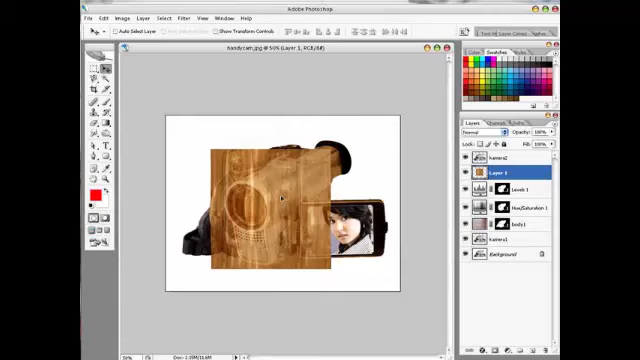 Adobe Photoshop
File Edit Image Layer Select Filter View Window Help
Auto Select Layer Show Transform Controls
handycam.jpg @ 50% (Layer 1, RGB/8#)
Color Swatches
Layers Channels Paths
Normal Opacity: 100%
Lock: Fill: 100%
Kamera2
Layer 1
Levels 1
Hue/Saturation 1
body1
Kamera1
Background
50%